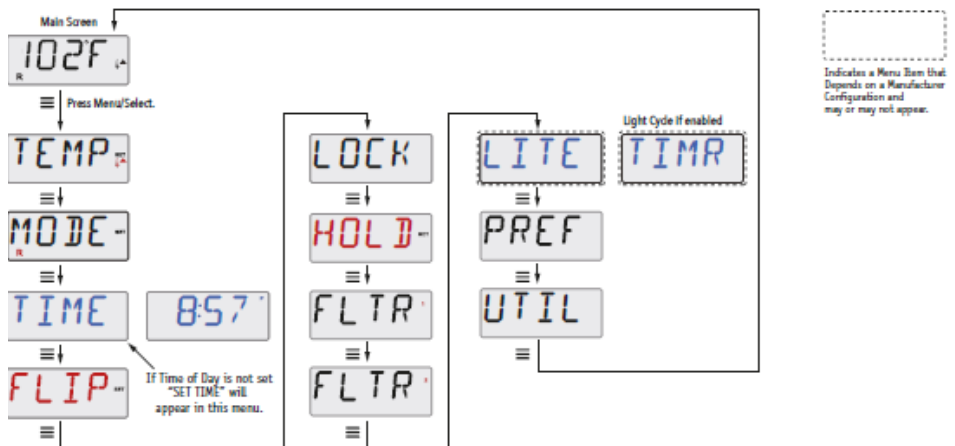 Main Screen
102°F
R
Press Menu/Select.
TEMP
MODE
R
TIME
8:57
FLIP
If Time of Day is not set
"SET TIME" will
appear in this menu.
LOCK
HOLD
FLTR
FLTR
Light Cycle If enabled
LITE
TIMR
PREF
UTIL
Indicates a Menu Item that
Depends on a Manufacturer
Configuration and
may or may not appear.